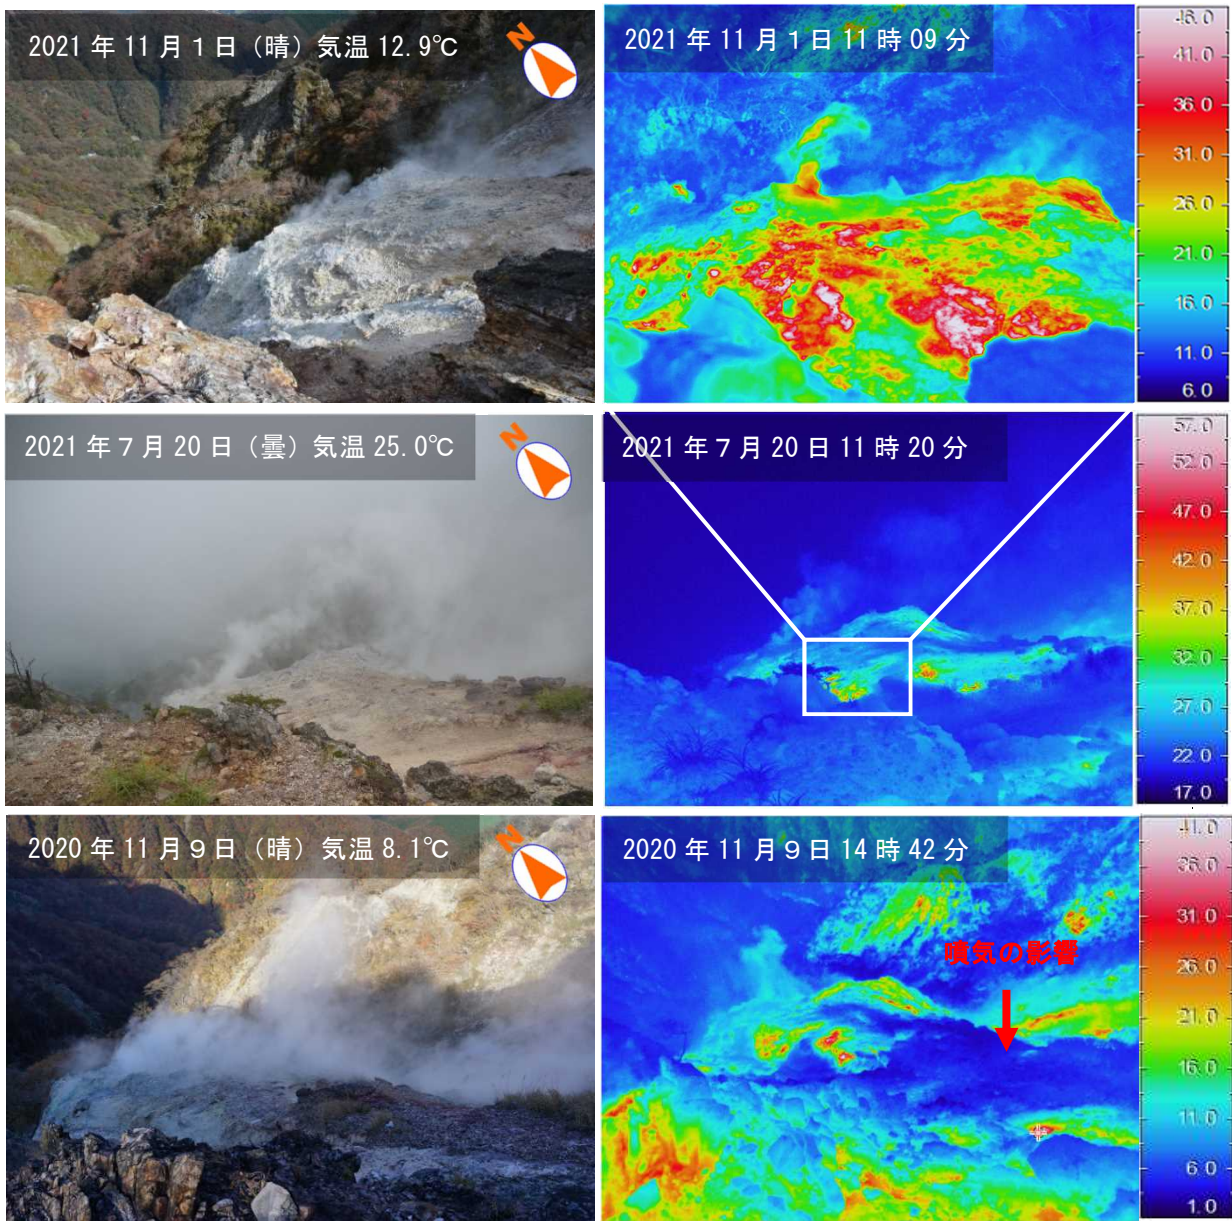 2021 年 11 月 1 日（晴）気温 12.9℃
N
2021 年 11 月 1 日 11 時 09 分
46.0
41.0
36.0
31.0
26.0
21.0
16.0
11.0
6.0
2021 年 7 月 20 日（曇）気温 25.0℃
N
2021 年 7 月 20 日 11 時 20 分
57.0
52.0
47.0
42.0
37.0
32.0
27.0
22.0
17.0
2020 年 11 月 9 日（晴）気温 8.1℃
N
2020 年 11 月 9 日 14 時 42 分
噴気の影響
41.0
36.0
31.0
26.0
21.0
16.0
11.0
6.0
1.0